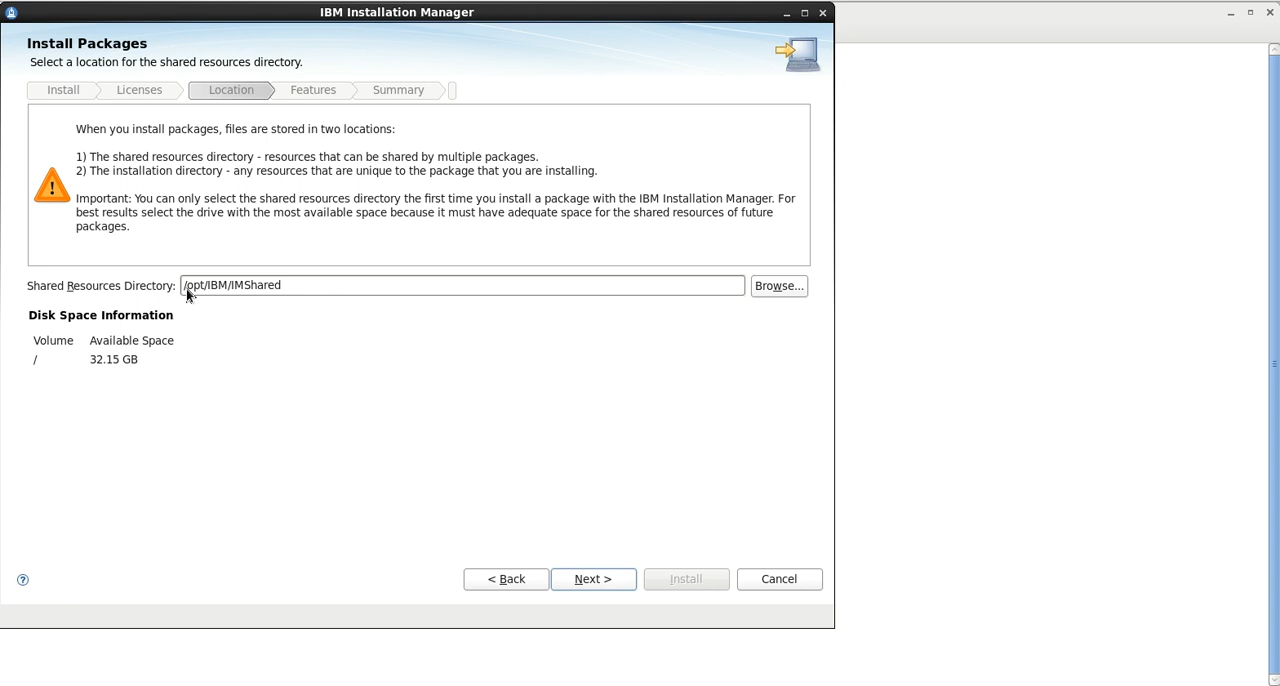 IBM Installation Manager
Install Packages
Select a location for the shared resources directory.
Install Licenses Location Features Summary
When you install packages, files are stored in two locations:
1) The shared resources directory - resources that can be shared by multiple packages.
2) The installation directory - any resources that are unique to the package that you are installing.
Important: You can only select the shared resources directory the first time you install a package with the IBM Installation Manager. For
best results select the drive with the most available space because it must have adequate space for the shared resources of future
packages.
Shared Resources Directory: /opt/IBM/IMShared Browse...
Disk Space Information
Volume Available Space
/ 32.15 GB
? < Back Next > Install Cancel